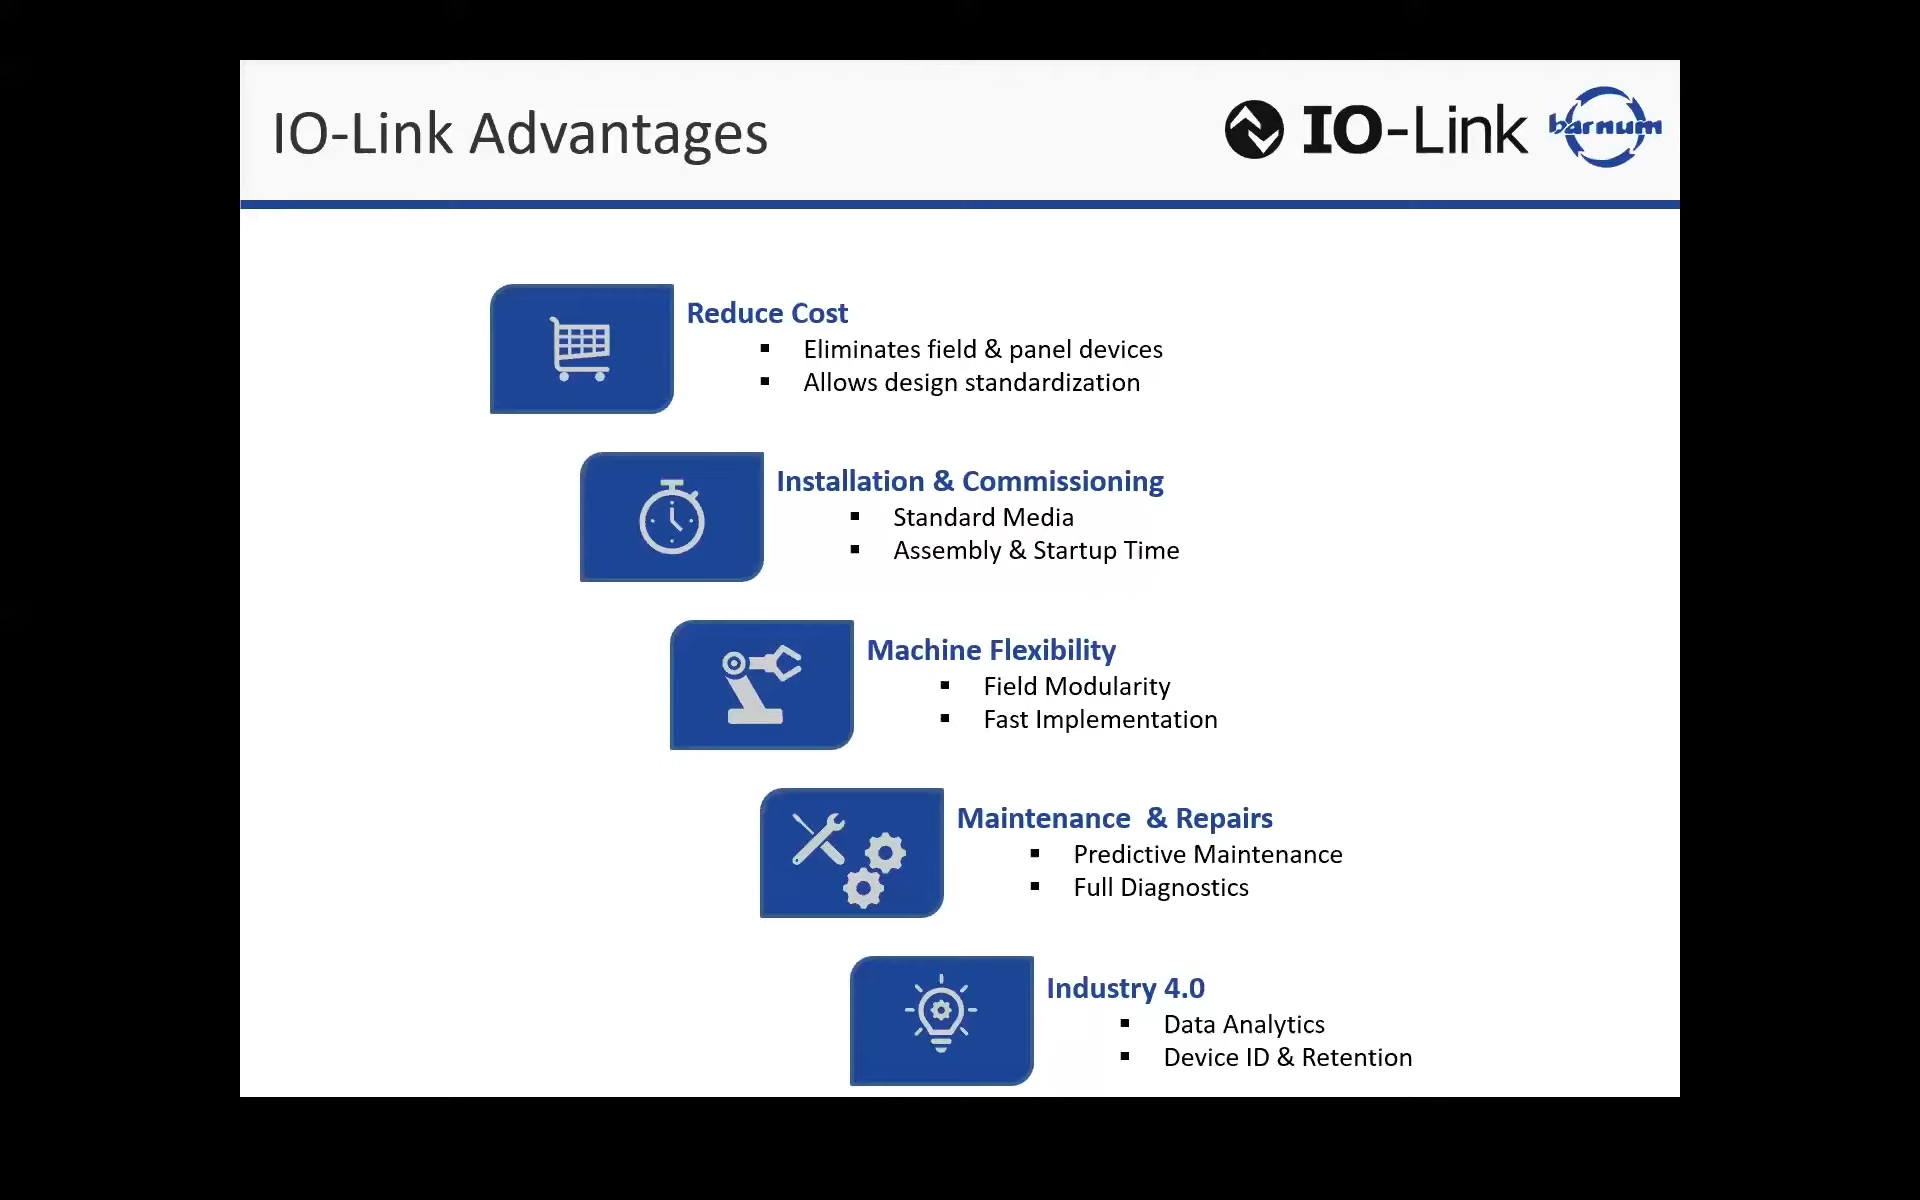 IO-Link Advantages
IO-Link
barnum
Reduce Cost
▪ Eliminates field & panel devices
▪ Allows design standardization
Installation & Commissioning
▪ Standard Media
▪ Assembly & Startup Time
Machine Flexibility
▪ Field Modularity
▪ Fast Implementation
Maintenance  & Repairs
▪ Predictive Maintenance
▪ Full Diagnostics
Industry 4.0
▪ Data Analytics
▪ Device ID & Retention